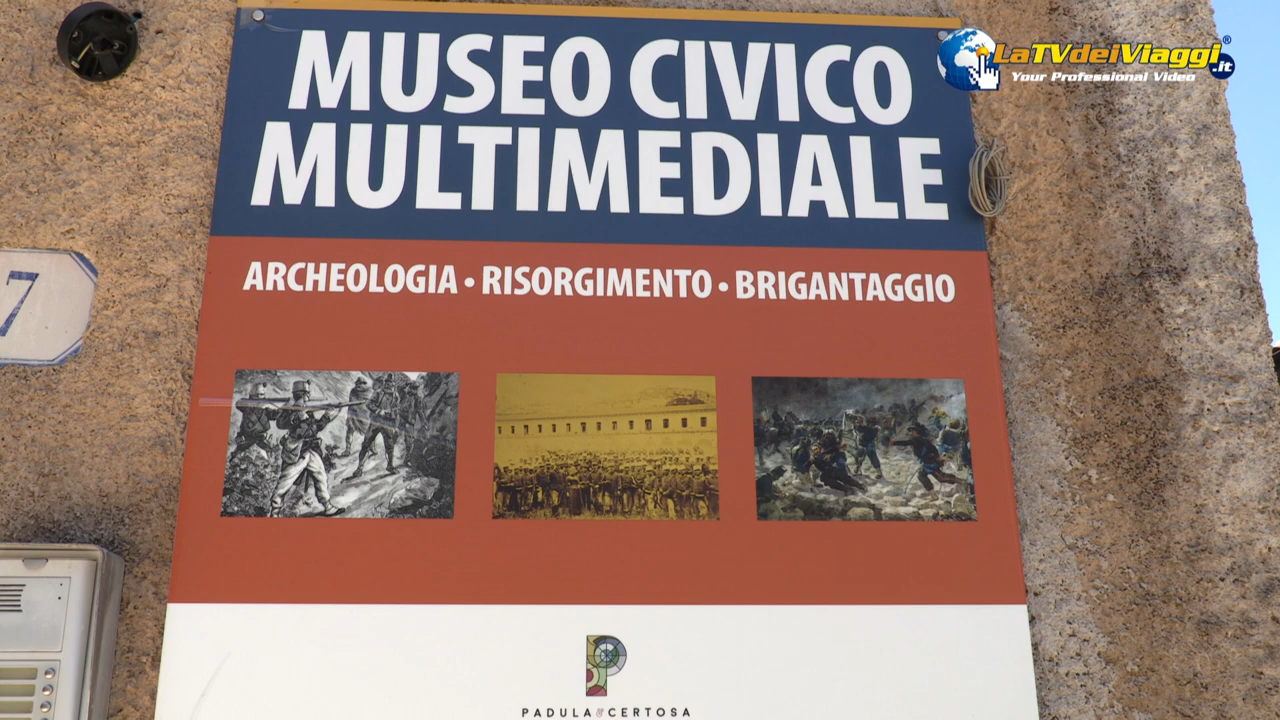 MUSEO CIVICO
MULTIMEDIALE
LaTVdeiViaggi.it®
Your Professional Video
ARCHEOLOGIA • RISORGIMENTO • BRIGANTAGGIO
7
PADULA & CERTOSA